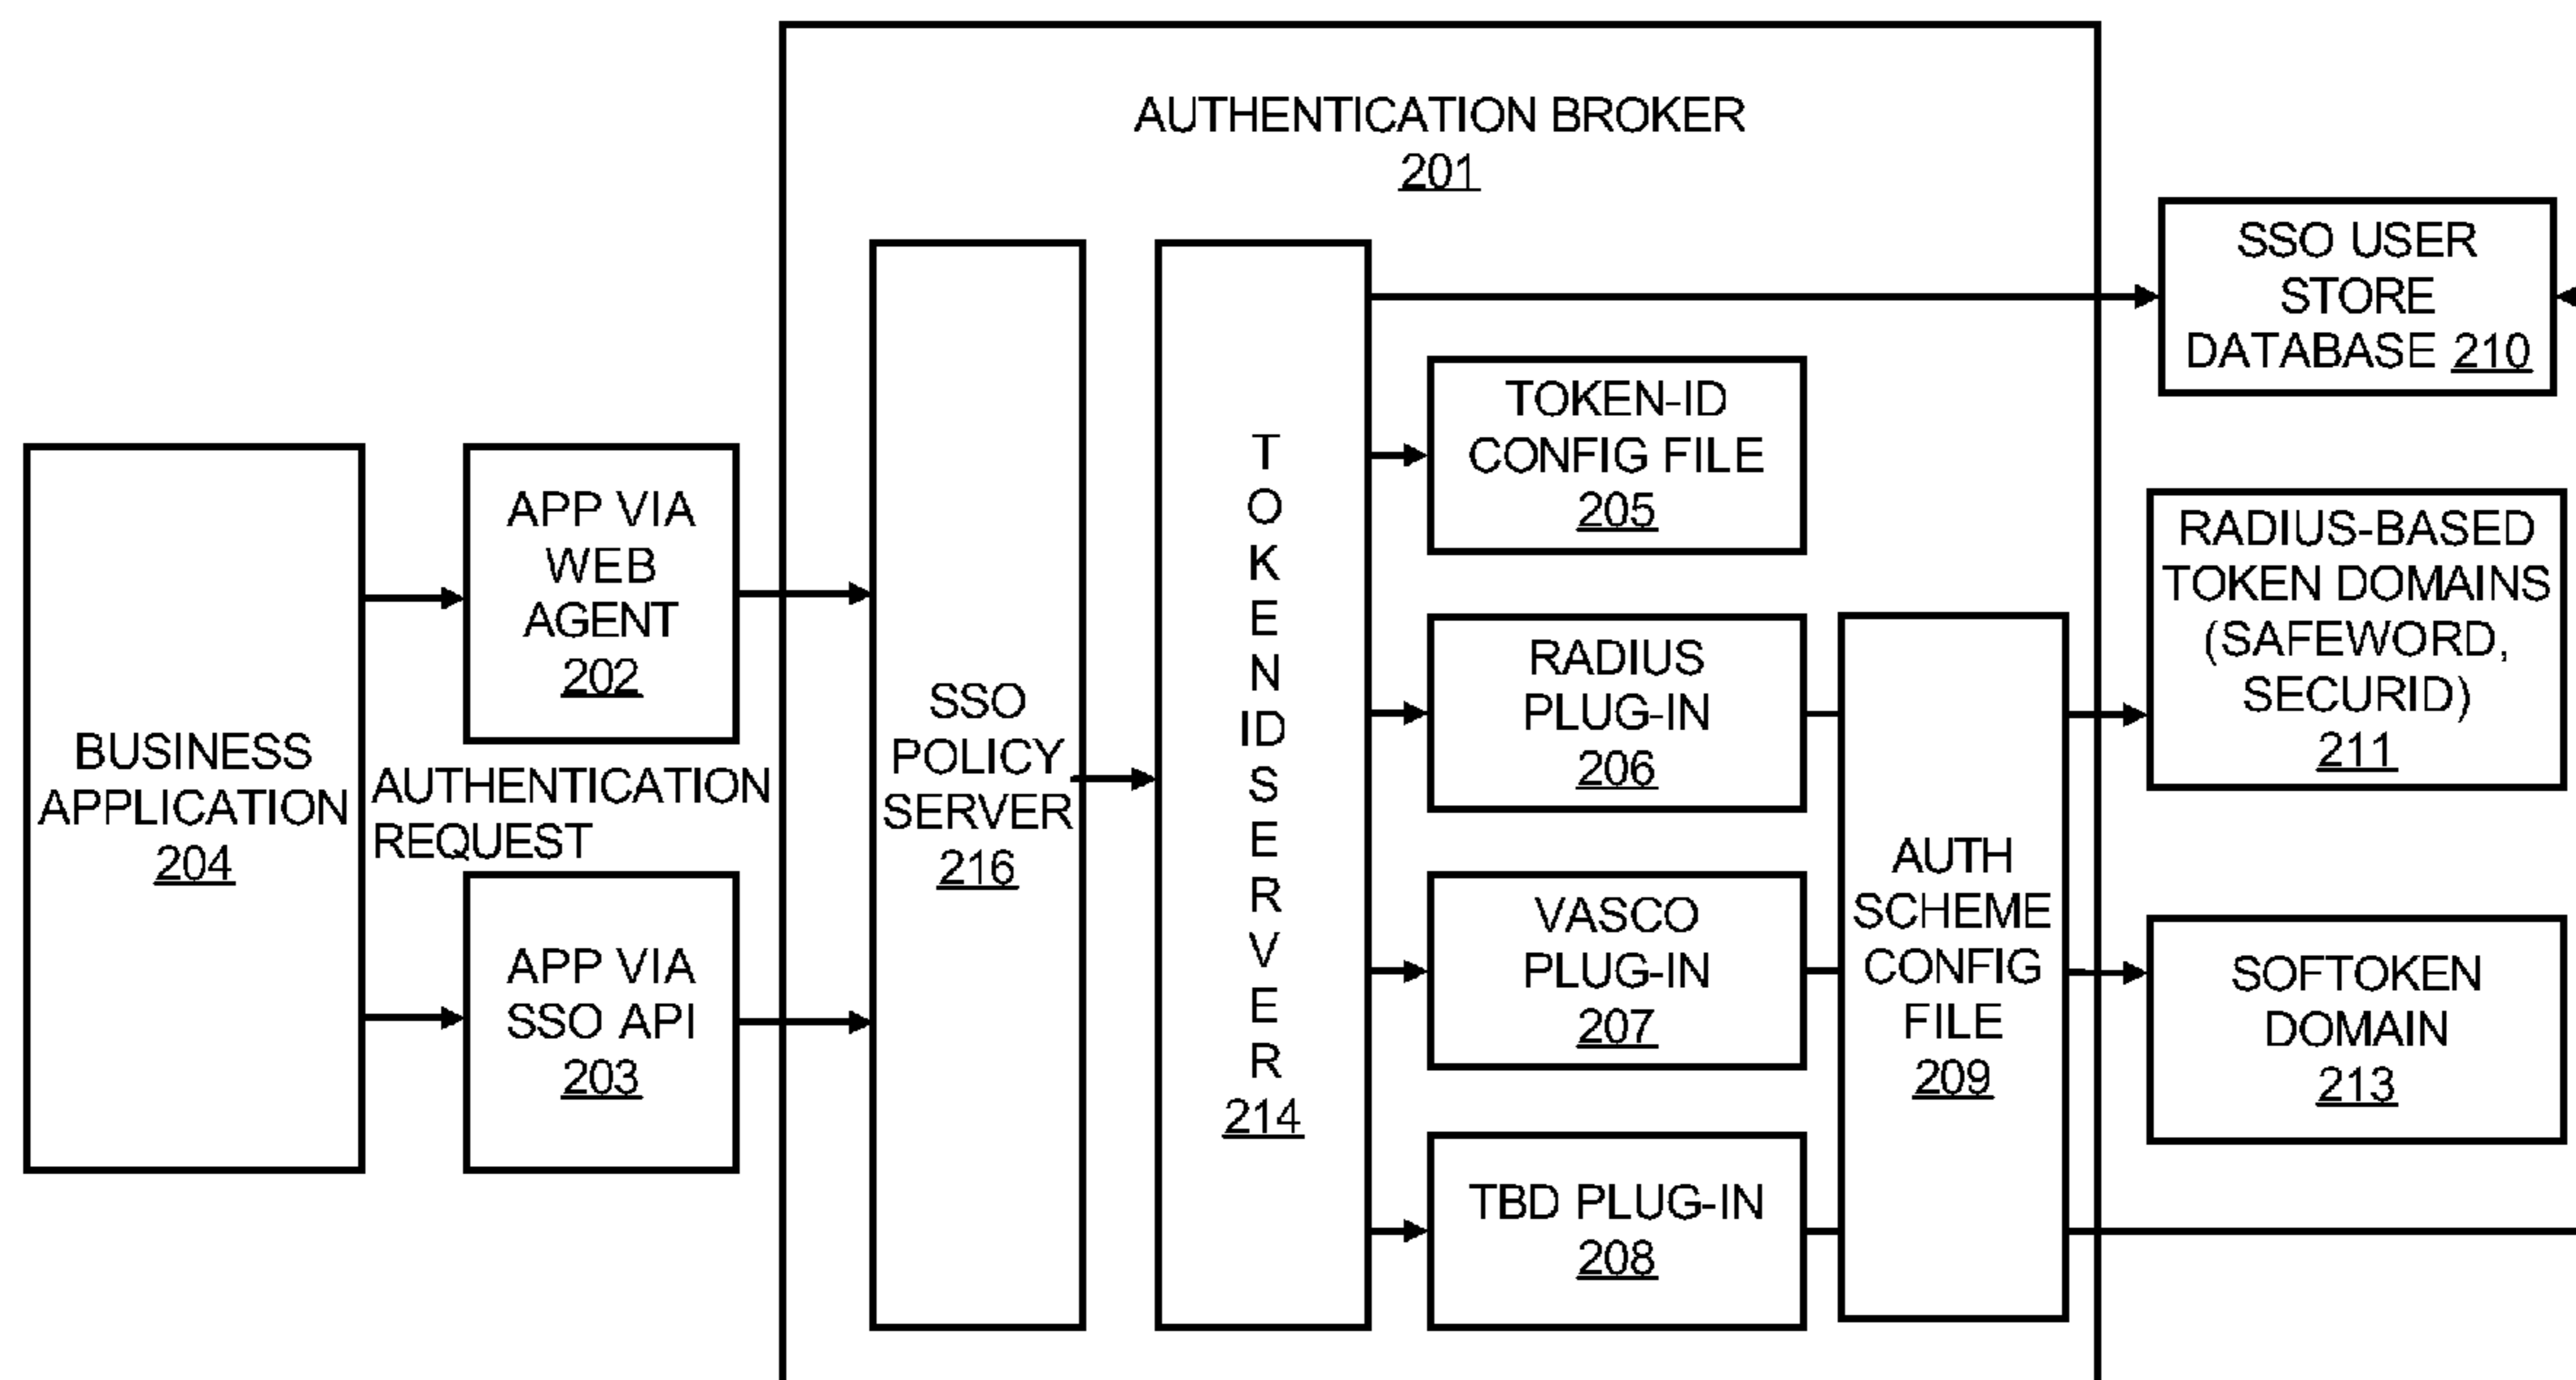 AUTHENTICATION BROKER
201
BUSINESS
APPLICATION
204
APP VIA
WEB
AGENT
202
AUTHENTICATION
REQUEST
APP VIA
SSO API
203
SSO
POLICY
SERVER
216
T
O
K
E
N
ID
S
E
R
V
E
R
214
TOKEN-ID
CONFIG FILE
205
RADIUS
PLUG-IN
206
VASCO
PLUG-IN
207
TBD PLUG-IN
208
AUTH
SCHEME
CONFIG
FILE
209
SSO USER
STORE
DATABASE 210
RADIUS-BASED
TOKEN DOMAINS
(SAFEWORD,
SECURID)
211
SOFTOKEN
DOMAIN
213